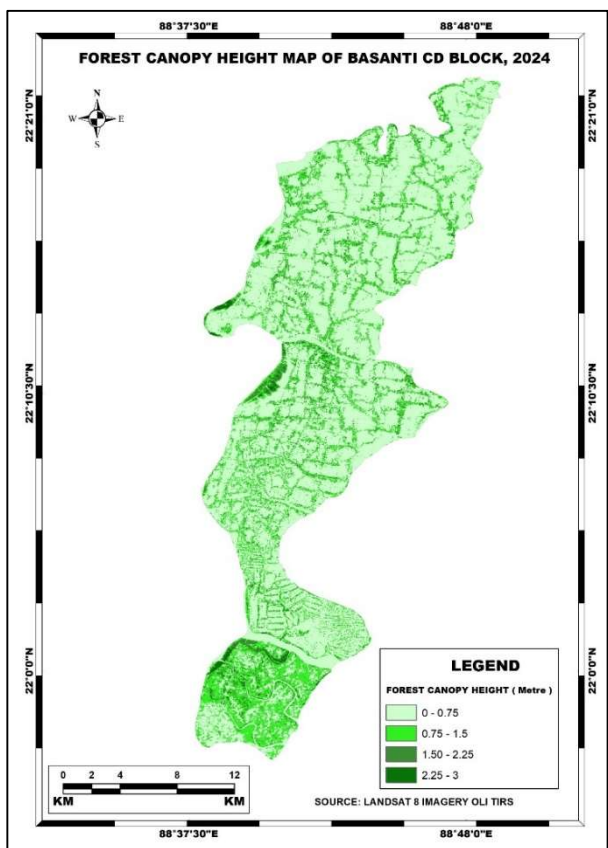 88°37'30"E
88°48'0"E
FOREST CANOPY HEIGHT MAP OF BASANTI CD BLOCK, 2024
22°21'0"N
22°21'0"N
N
W
E
S
22°10'30"N
22°10'30"N
22°0'0"N
22°0'0"N
LEGEND
FOREST CANOPY HEIGHT ( Metre )
0 - 0.75
0.75 - 1.5
1.50 - 2.25
2.25 - 3
0 2 4 8 12
KM KM
SOURCE: LANDSAT 8 IMAGERY OLI TIRS
88°37'30"E
88°48'0"E